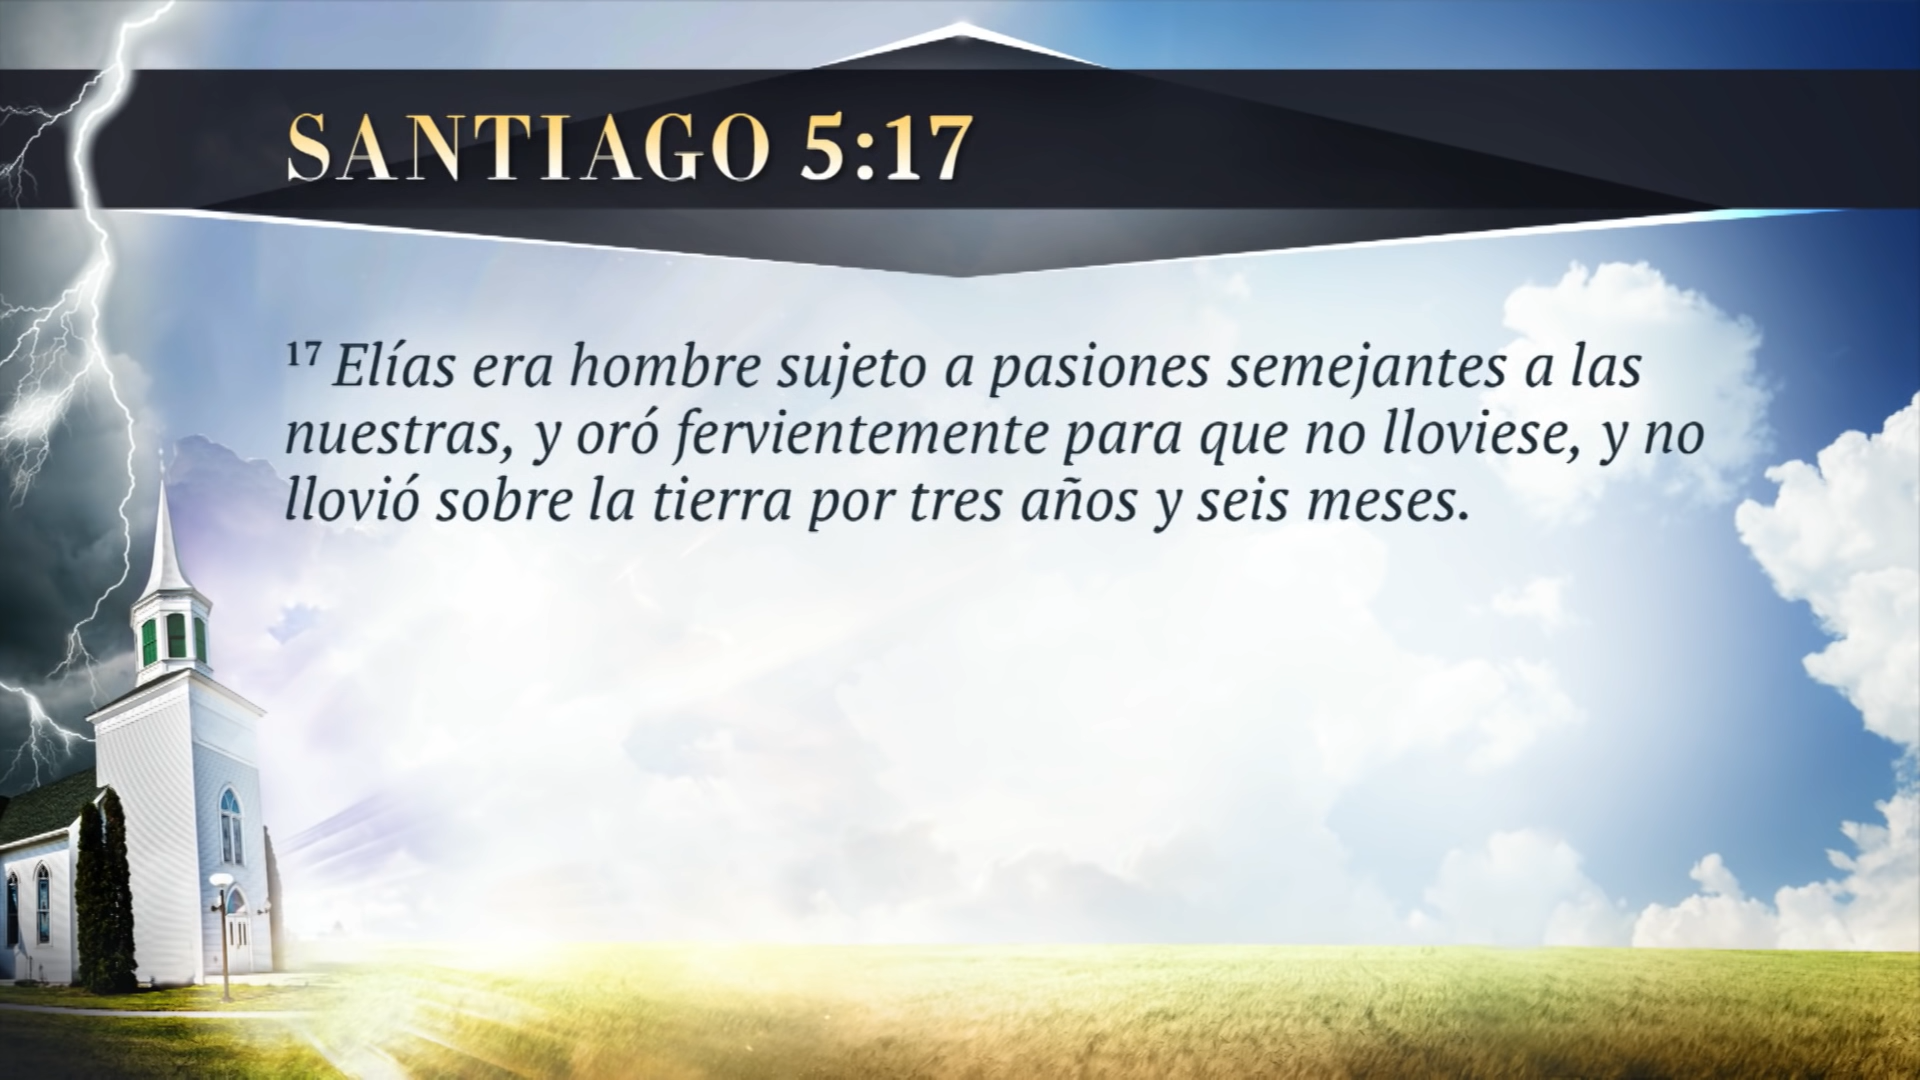 SANTIAGO 5:17
17 Elías era hombre sujeto a pasiones semejantes a las
nuestras, y oró fervientemente para que no lloviese, y no
llovió sobre la tierra por tres años y seis meses.